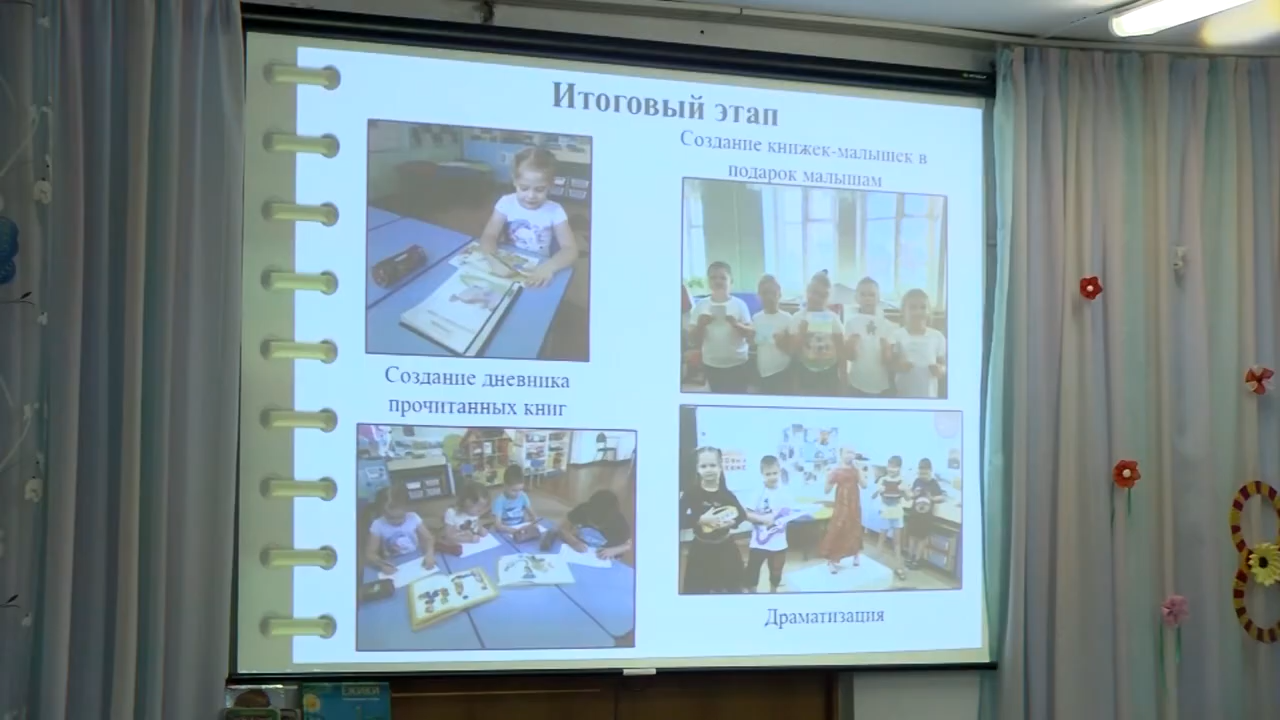 Итоговый этап
Создание книжек-малышек в
подарок малышам
Создание дневника
прочитанных книг
Драматизация